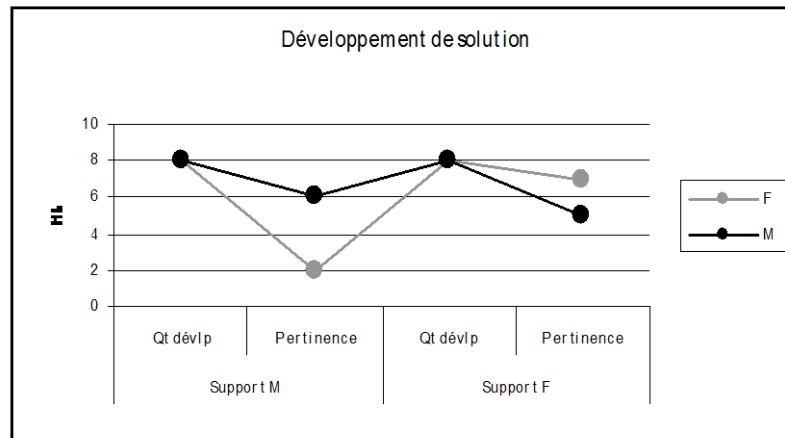 Développement de solution
10
8
6
4
2
0
Qt dévlp Pertinence Qt dévlp Pertinence
Support M Support F
F
M